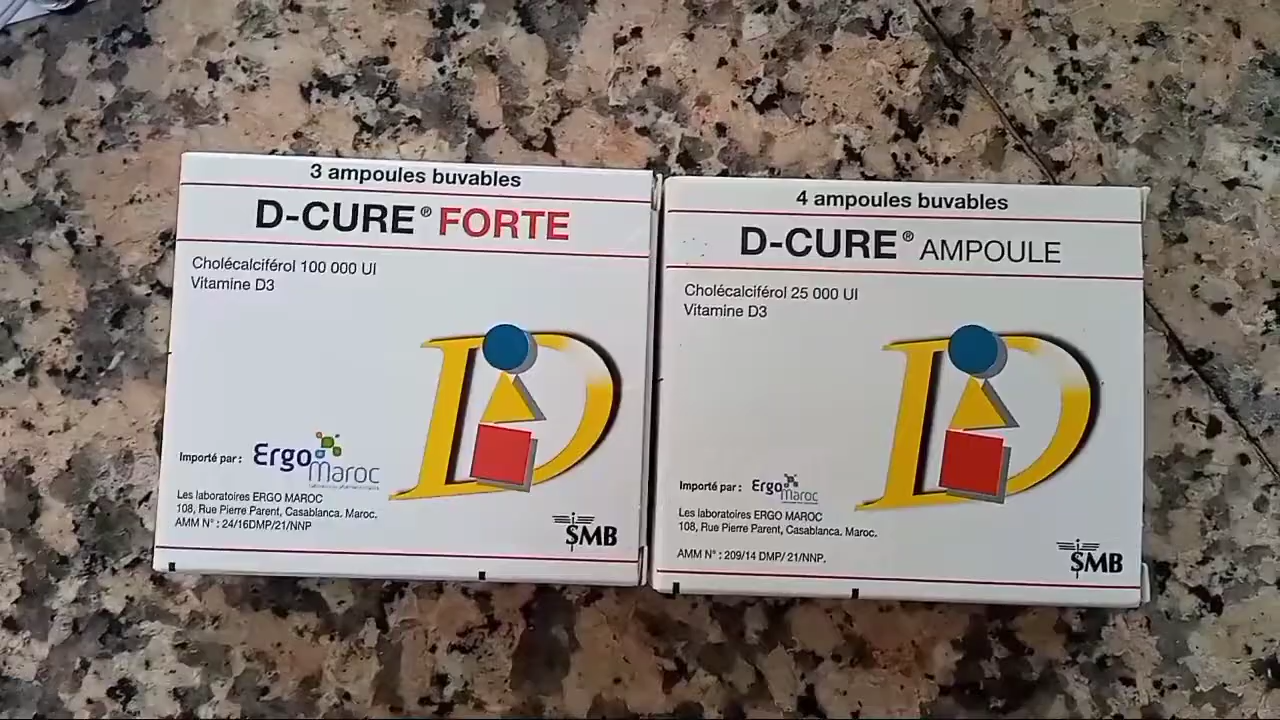 3 ampoules buvables
D-CURE® FORTE
Cholécalciférol 100 000 UI
Vitamine D3
Importé par : Ergo Maroc
Les laboratoires ERGO MAROC
108, Rue Pierre Parent, Casablanca. Maroc.
AMM N° : 24/16DMP/21/NNP
SMB
4 ampoules buvables
D-CURE® AMPOULE
Cholécalciférol 25 000 UI
Vitamine D3
Importé par : Ergo Maroc
Les laboratoires ERGO MAROC
108, Rue Pierre Parent, Casablanca. Maroc.
AMM N° : 209/14 DMP/ 21/NNP.
SMB